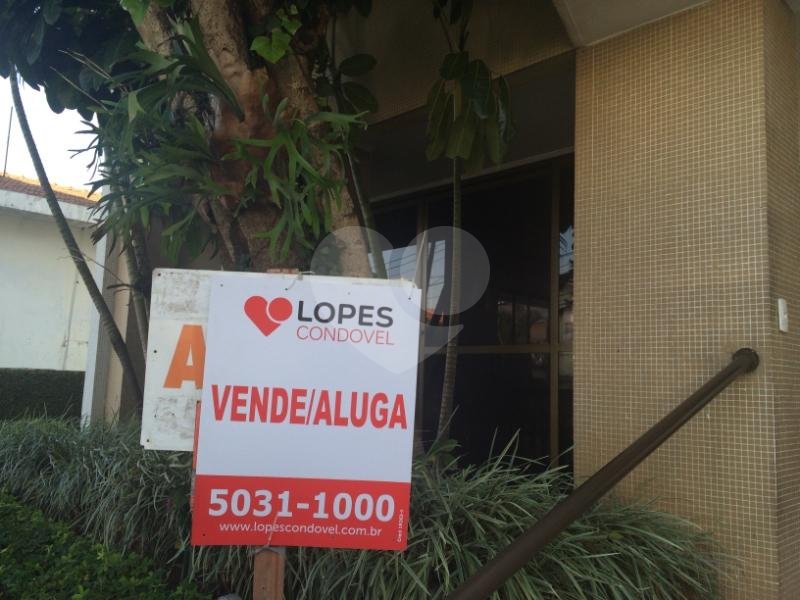 LOPES
CONDOVEL
VENDE/ALUGA
5031-1000
www.lopescondovel.com.br
A